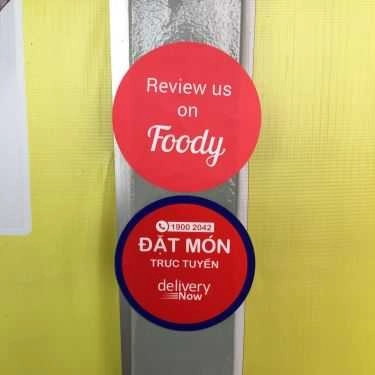 Review us
on
Foody
1900 2042
ĐẶT MÓN
TRỰC TUYẾN
delivery
Now